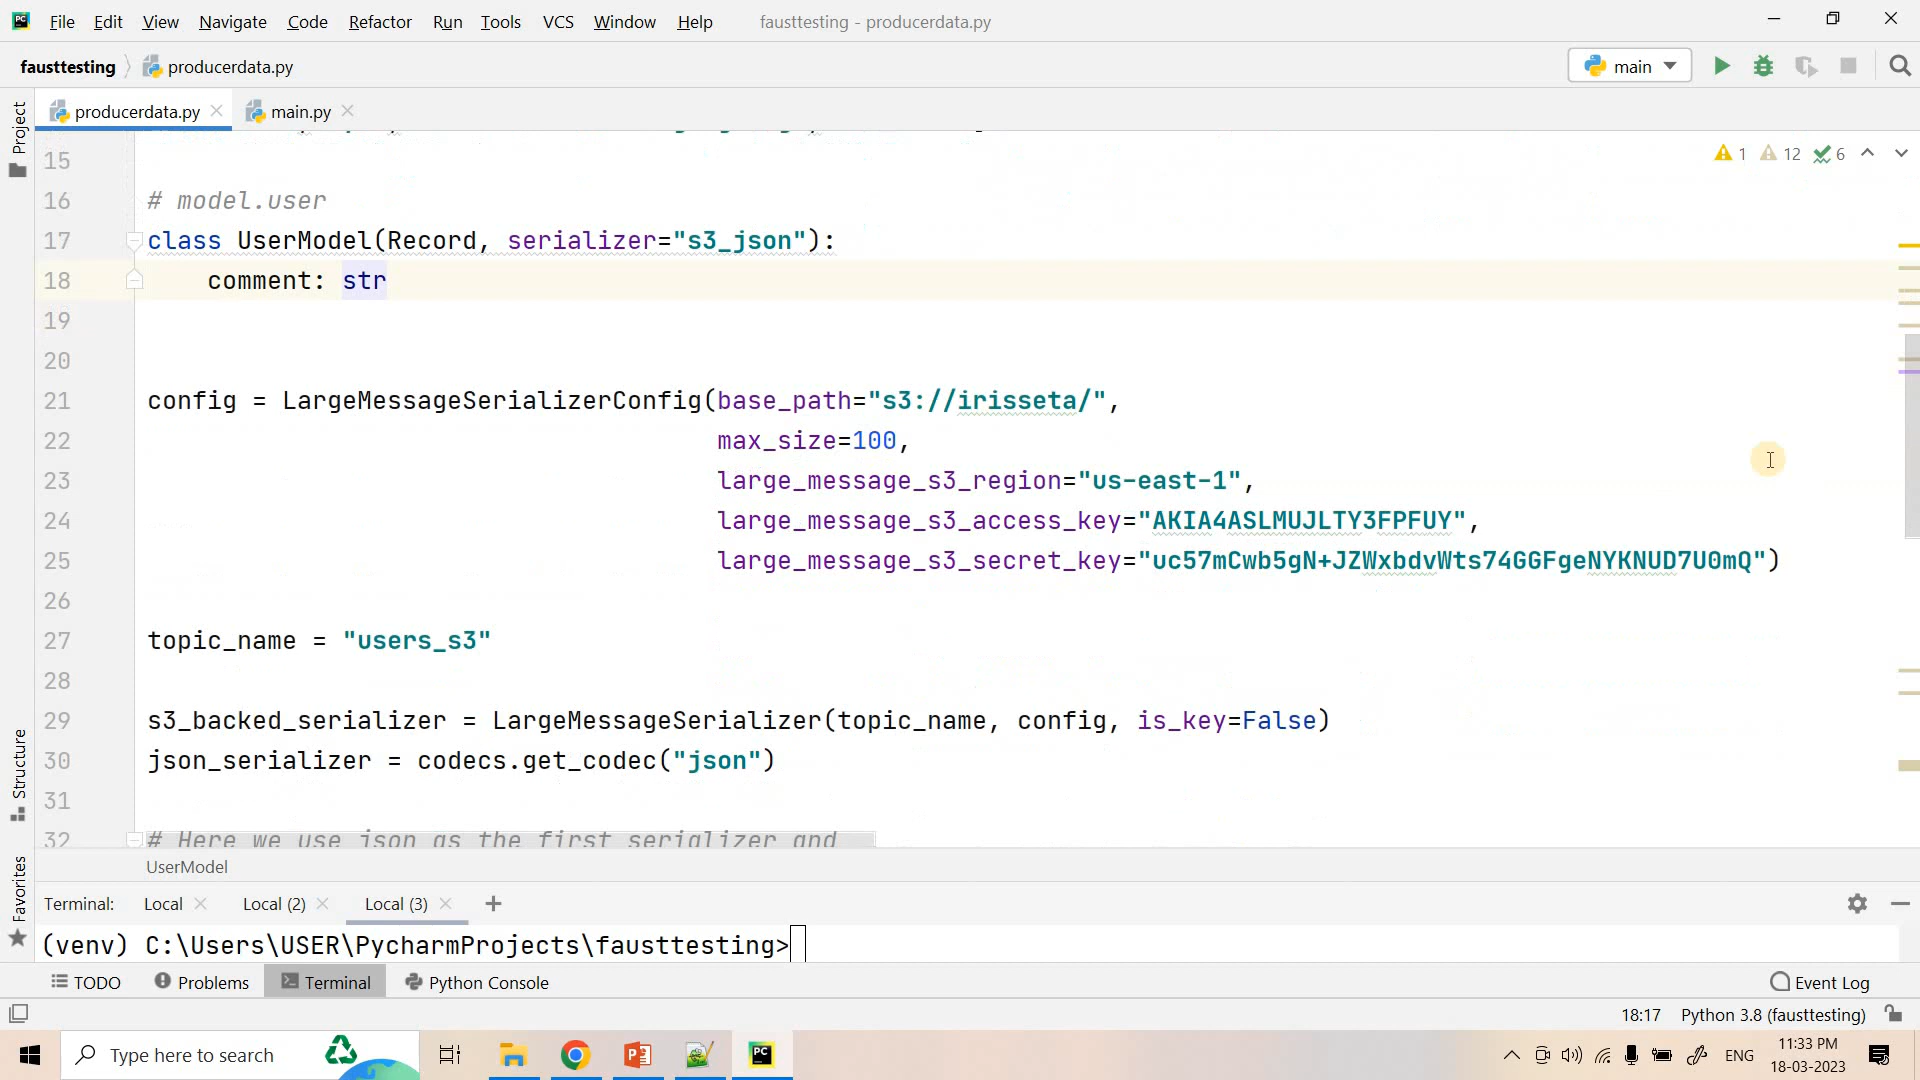 File Edit View Navigate Code Refactor Run Tools VCS Window Help fausttesting - producerdata.py
fausttesting producerdata.py main
producerdata.py main.py
Project
15
1 12 6
16 # model.user
17 class UserModel(Record, serializer="s3_json"):
18 comment: str
19
20
21 config = LargeMessageSerializerConfig(base_path="s3://irisseta/",
22 max_size=100,
23 large_message_s3_region="us-east-1",
24 large_message_s3_access_key="AKIA4ASLMUJLTY3FPFUY",
25 large_message_s3_secret_key="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")
26
27 topic_name = "users_s3"
28
29 s3_backed_serializer = LargeMessageSerializer(topic_name, config, is_key=False)
30 json_serializer = codecs.get_codec("json")
31
32 # Here we use json as the first serializer and
Structure
Favorites
UserModel
Terminal: Local Local (2) Local (3)
(venv) C:\Users\USER\PycharmProjects\fausttesting>
TODO Problems Terminal Python Console Event Log
18:17 Python 3.8 (fausttesting)
Type here to search
ENG
11:33 PM
18-03-2023